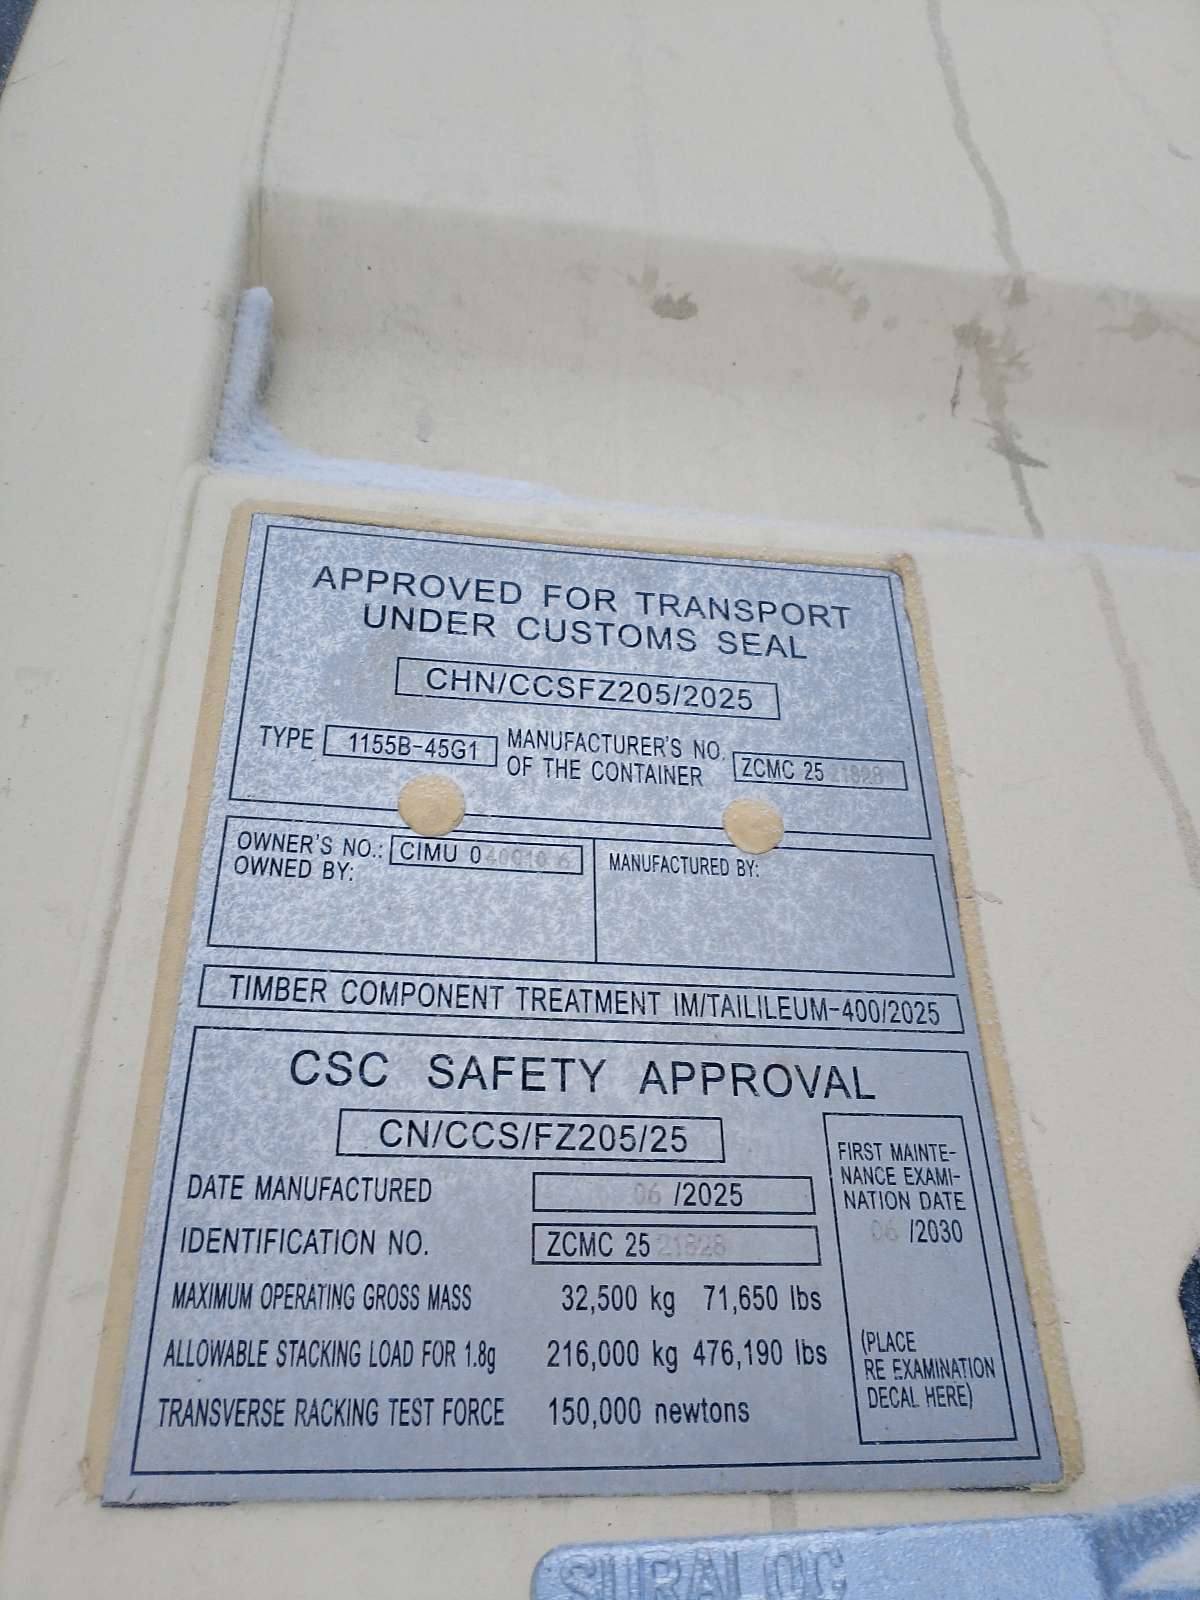 APPROVED FOR TRANSPORT
UNDER CUSTOMS SEAL
CHN/CCSFZ205/2025
TYPE 1155B-45G1 MANUFACTURER'S NO.
OF THE CONTAINER ZCMC 25 21828
OWNER'S NO.: CIMU 0
OWNED BY:
MANUFACTURED BY:
TIMBER COMPONENT TREATMENT IM/TAILILEUM-400/2025
CSC SAFETY APPROVAL
CN/CCS/FZ205/25
DATE MANUFACTURED 06 /2025
IDENTIFICATION NO. ZCMC 25 21828
MAXIMUM OPERATING GROSS MASS 32,500 kg 71,650 lbs
ALLOWABLE STACKING LOAD FOR 1.8g 216,000 kg 476,190 lbs
TRANSVERSE RACKING TEST FORCE 150,000 newtons
FIRST MAINTE-
NANCE EXAMI-
NATION DATE
06 /2030
(PLACE
RE EXAMINATION
DECAL HERE)
SURALOC